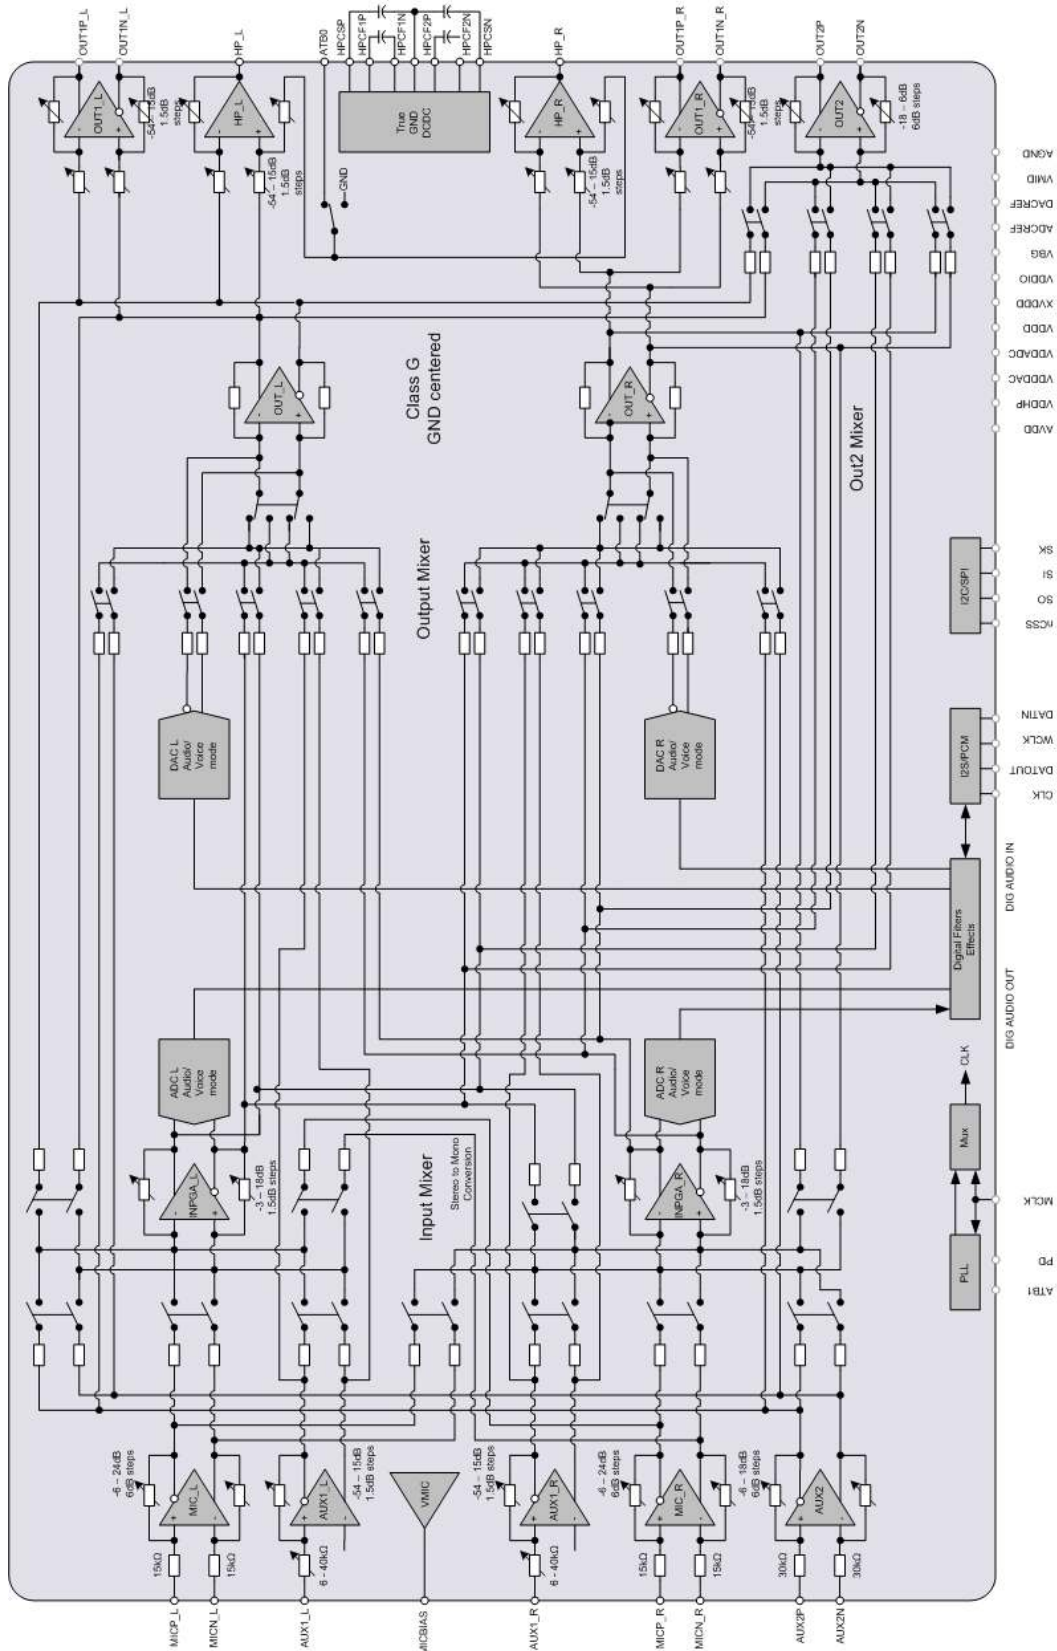 OUT1P_L
OUT1N_L
HP_L
ATB0
HPCSP
HPCF1P
HPCF1N
HPCF2P
HPCF2N
HPCSN
HP_R
OUT1P_R
OUT1N_R
OUT2P
OUT2N
OUT1_L
-54 – 15dB
1.5dB
steps
HP_L
-54 – 15dB
1.5dB
steps
True
GND
DCDC
GND
HP_R
-54 – 15dB
1.5dB
steps
OUT1_R
-54 – 15dB
1.5dB
steps
OUT2
-18 – 6dB
6dB steps
AGND
VMID
DACREF
ADCREF
VBG
VDDIO
XVDDD
VDDD
VDDADC
VDDDAC
VDDHP
AVDD
OUT_L
Class G
GND centered
OUT_R
Out2 Mixer
Output Mixer
I2C/SPI
SK
SI
SO
nCSS
DAC L
Audio/
Voice
mode
DAC R
Audio/
Voice
mode
I2S/PCM
DATIN
WCLK
DATOUT
CLK
DIG AUDIO IN
Digital Filters
Effects
DIG AUDIO OUT
ADC L
Audio/
Voice
mode
ADC R
Audio/
Voice
mode
CLK
Mux
MCLK
PLL
PD
ATB1
INPGA_L
-3 – 18dB
1.5dB steps
Input Mixer
Stereo to Mono
Conversion
INPGA_R
-3 – 18dB
1.5dB steps
-6 – 24dB
6dB steps
MIC_L
15kΩ
15kΩ
-54 – 15dB
1.5dB steps
AUX1_L
6 - 40kΩ
VMIC
-54 – 15dB
1.5dB steps
AUX1_R
6 - 40kΩ
-6 – 24dB
6dB steps
MIC_R
15kΩ
15kΩ
-6 – 18dB
6dB steps
AUX2
30kΩ
30kΩ
MICP_L
MICN_L
AUX1_L
MICBIAS
AUX1_R
MICP_R
MICN_R
AUX2P
AUX2N